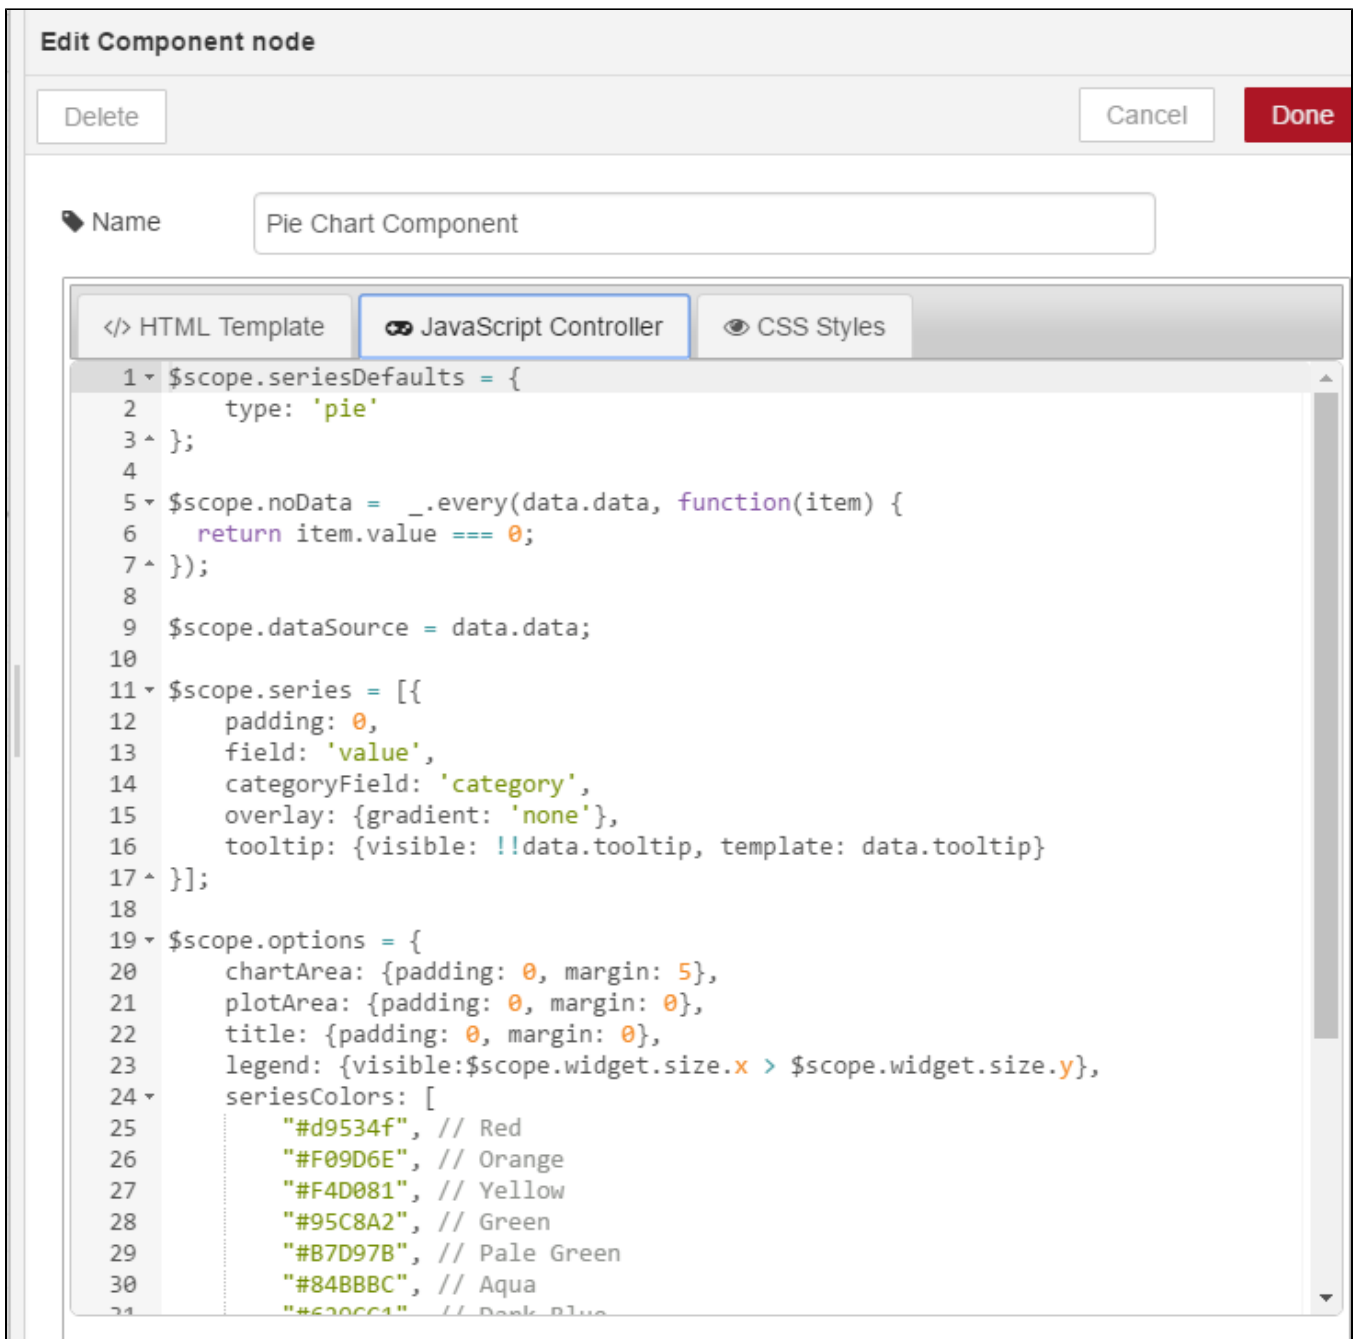 Edit Component node
Delete Cancel Done
Name Pie Chart Component
</> HTML Template JavaScript Controller CSS Styles
1 $scope.seriesDefaults = {
2     type: 'pie'
3 };
4
5 $scope.noData =  _.every(data.data, function(item) {
6   return item.value === 0;
7 });
8
9 $scope.dataSource = data.data;
10
11 $scope.series = [{
12     padding: 0,
13     field: 'value',
14     categoryField: 'category',
15     overlay: {gradient: 'none'},
16     tooltip: {visible: !!data.tooltip, template: data.tooltip}
17 }];
18
19 $scope.options = {
20     chartArea: {padding: 0, margin: 5},
21     plotArea: {padding: 0, margin: 0},
22     title: {padding: 0, margin: 0},
23     legend: {visible:$scope.widget.size.x > $scope.widget.size.y},
24     seriesColors: [
25         "#d9534f", // Red
26         "#F09D6E", // Orange
27         "#F4D081", // Yellow
28         "#95C8A2", // Green
29         "#B7D97B", // Pale Green
30         "#84BBBC", // Aqua
31 // Dark Blue